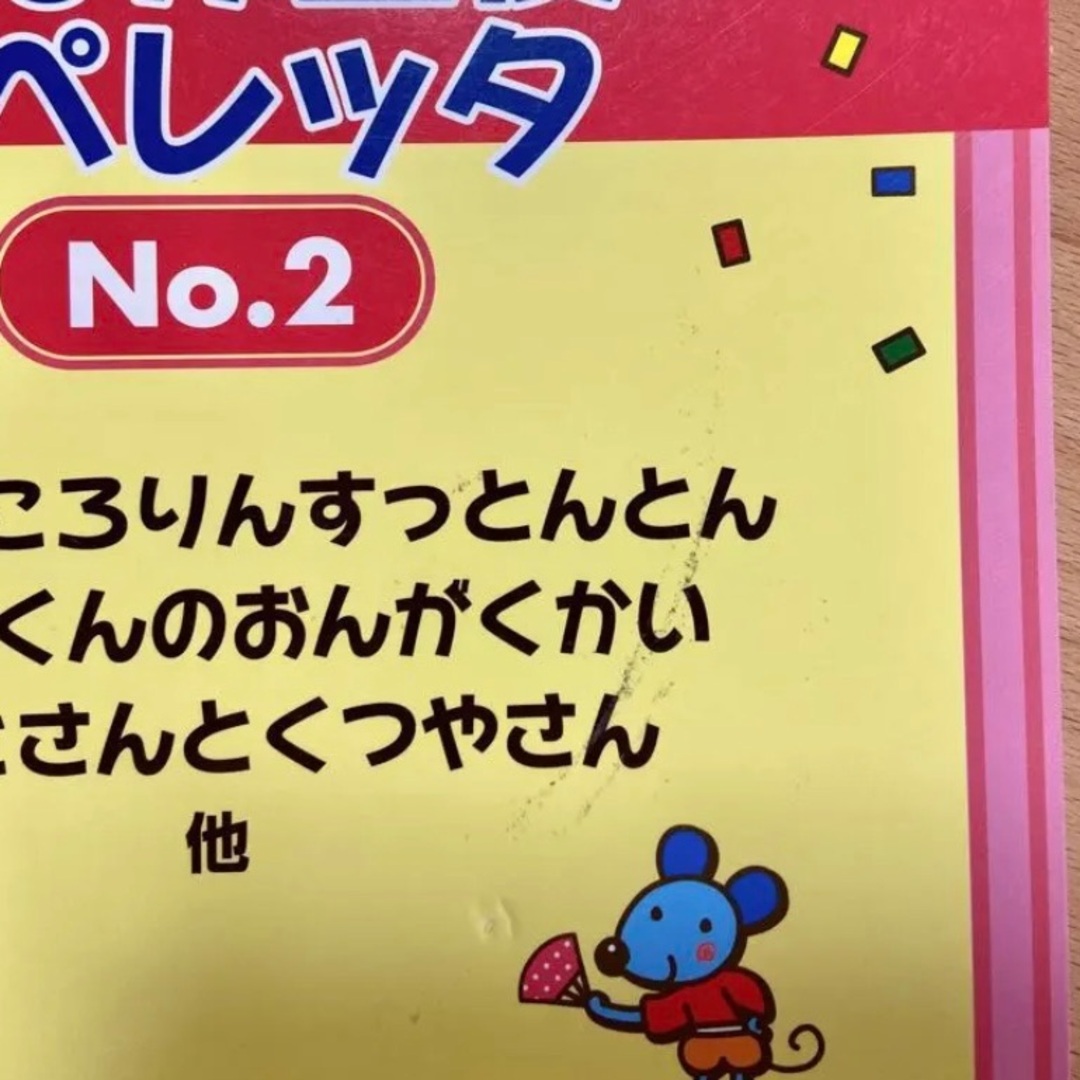 ペレッタ
No.2
ころりんすっとんとん
くんのおんがくかい
さんとくつやさん
他